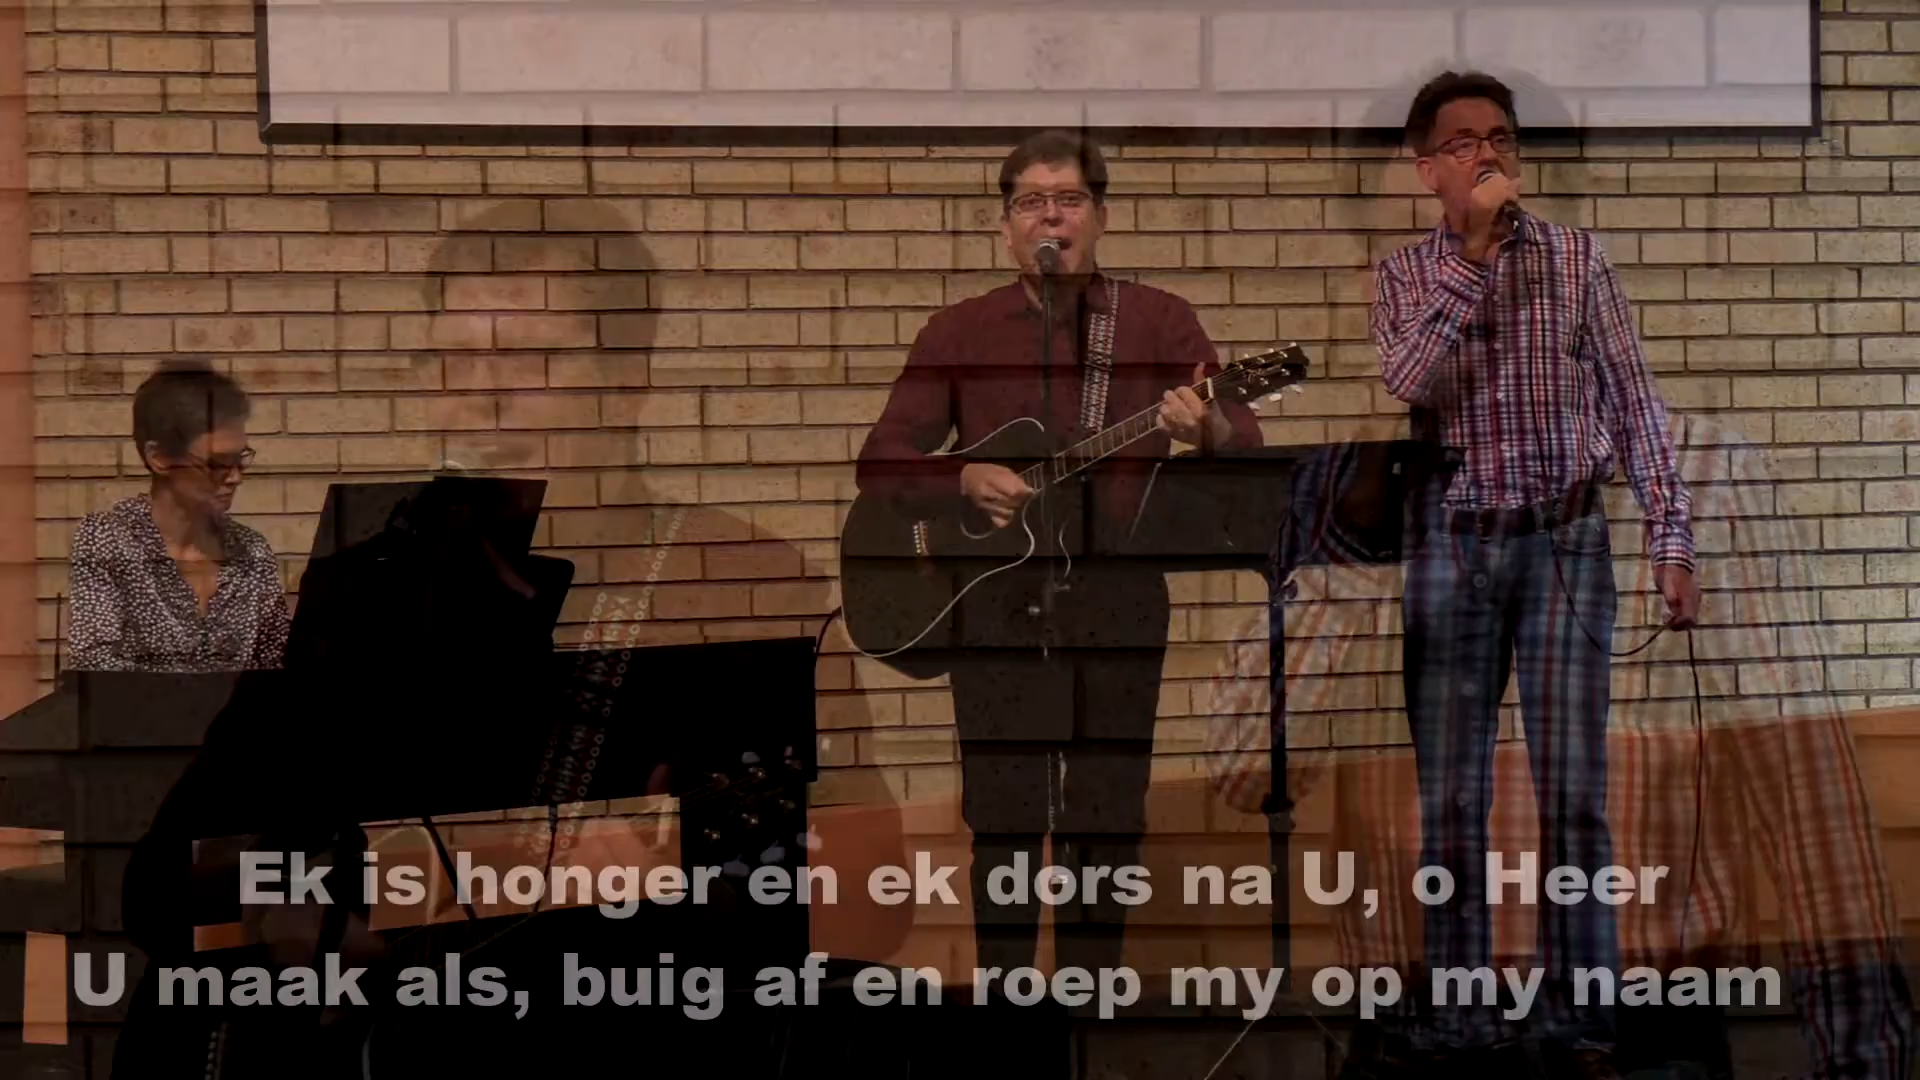 Ek is honger en ek dors na U, o Heer
U maak als, buig af en roep my op my naam